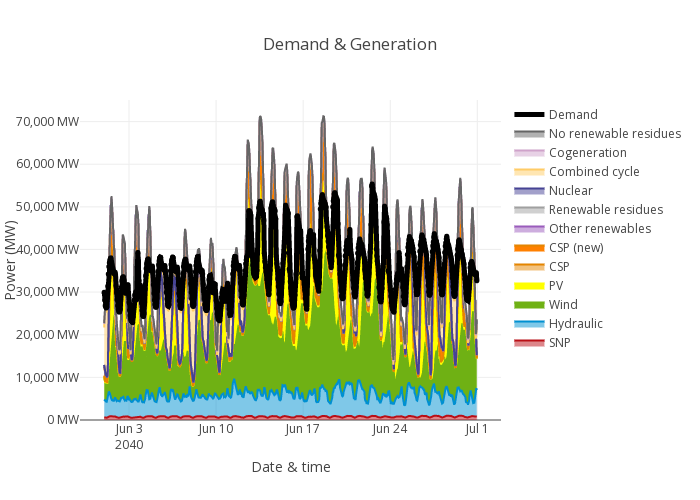 Demand & Generation
70,000 MW
60,000 MW
50,000 MW
40,000 MW
30,000 MW
20,000 MW
10,000 MW
0 MW
Power (MW)
Jun 3
2040
Jun 10
Jun 17
Jun 24
Jul 1
Date & time
Demand
No renewable residues
Cogeneration
Combined cycle
Nuclear
Renewable residues
Other renewables
CSP (new)
CSP
PV
Wind
Hydraulic
SNP